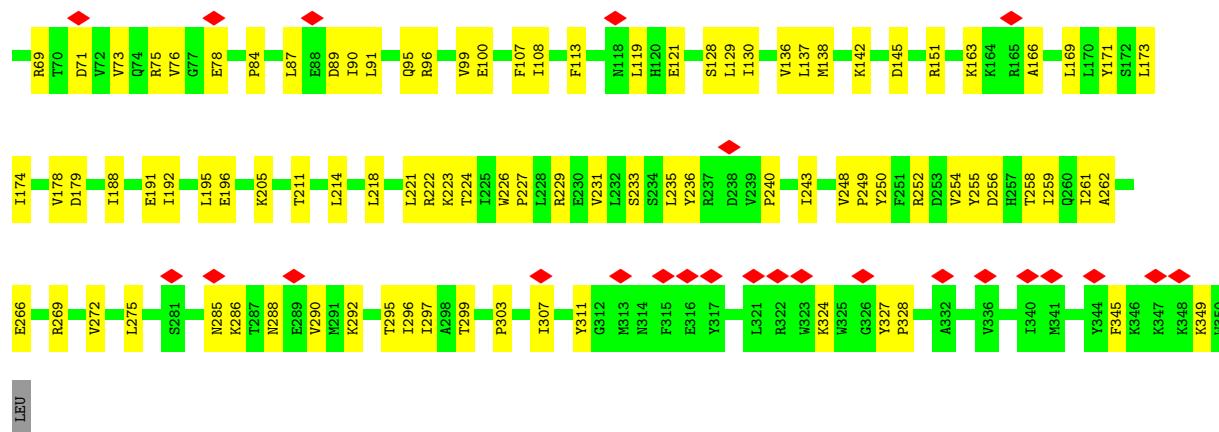 R69 T70 D71 V72 V73 Q74 R75 V76 G77 E78 P84 L87 E88 D89 I90 L91 Q95 R96 V99 E100 F107 I108 F113 N118 L119 H120 E121 S128 L129 I130 V136 L137 M138 K142 D145 R151 K163 K164 R165 A166 L169 L170 Y171 S172 L173
I174 V178 D179 I188 E191 I192 L195 E196 K205 T211 L214 L218 L221 R222 K223 T224 I225 W226 P227 L228 R229 E230 V231 L232 S233 S234 L235 Y236 R237 D238 V239 P240 I243 V248 P249 Y250 F251 R252 D253 V254 Y255 D256 H257 T258 I259 Q260 I261 A262
E266 R269 V272 L275 S281 N285 K286 T287 N288 E289 V290 M291 K292 T295 I296 I297 A298 T299 P303 I307 Y311 G312 M313 N314 F315 E316 Y317 L321 R322 W323 K324 W325 G326 Y327 P328 A332 V336 I340 M341 Y344 F345 K346 K347 K348 K349
LEU